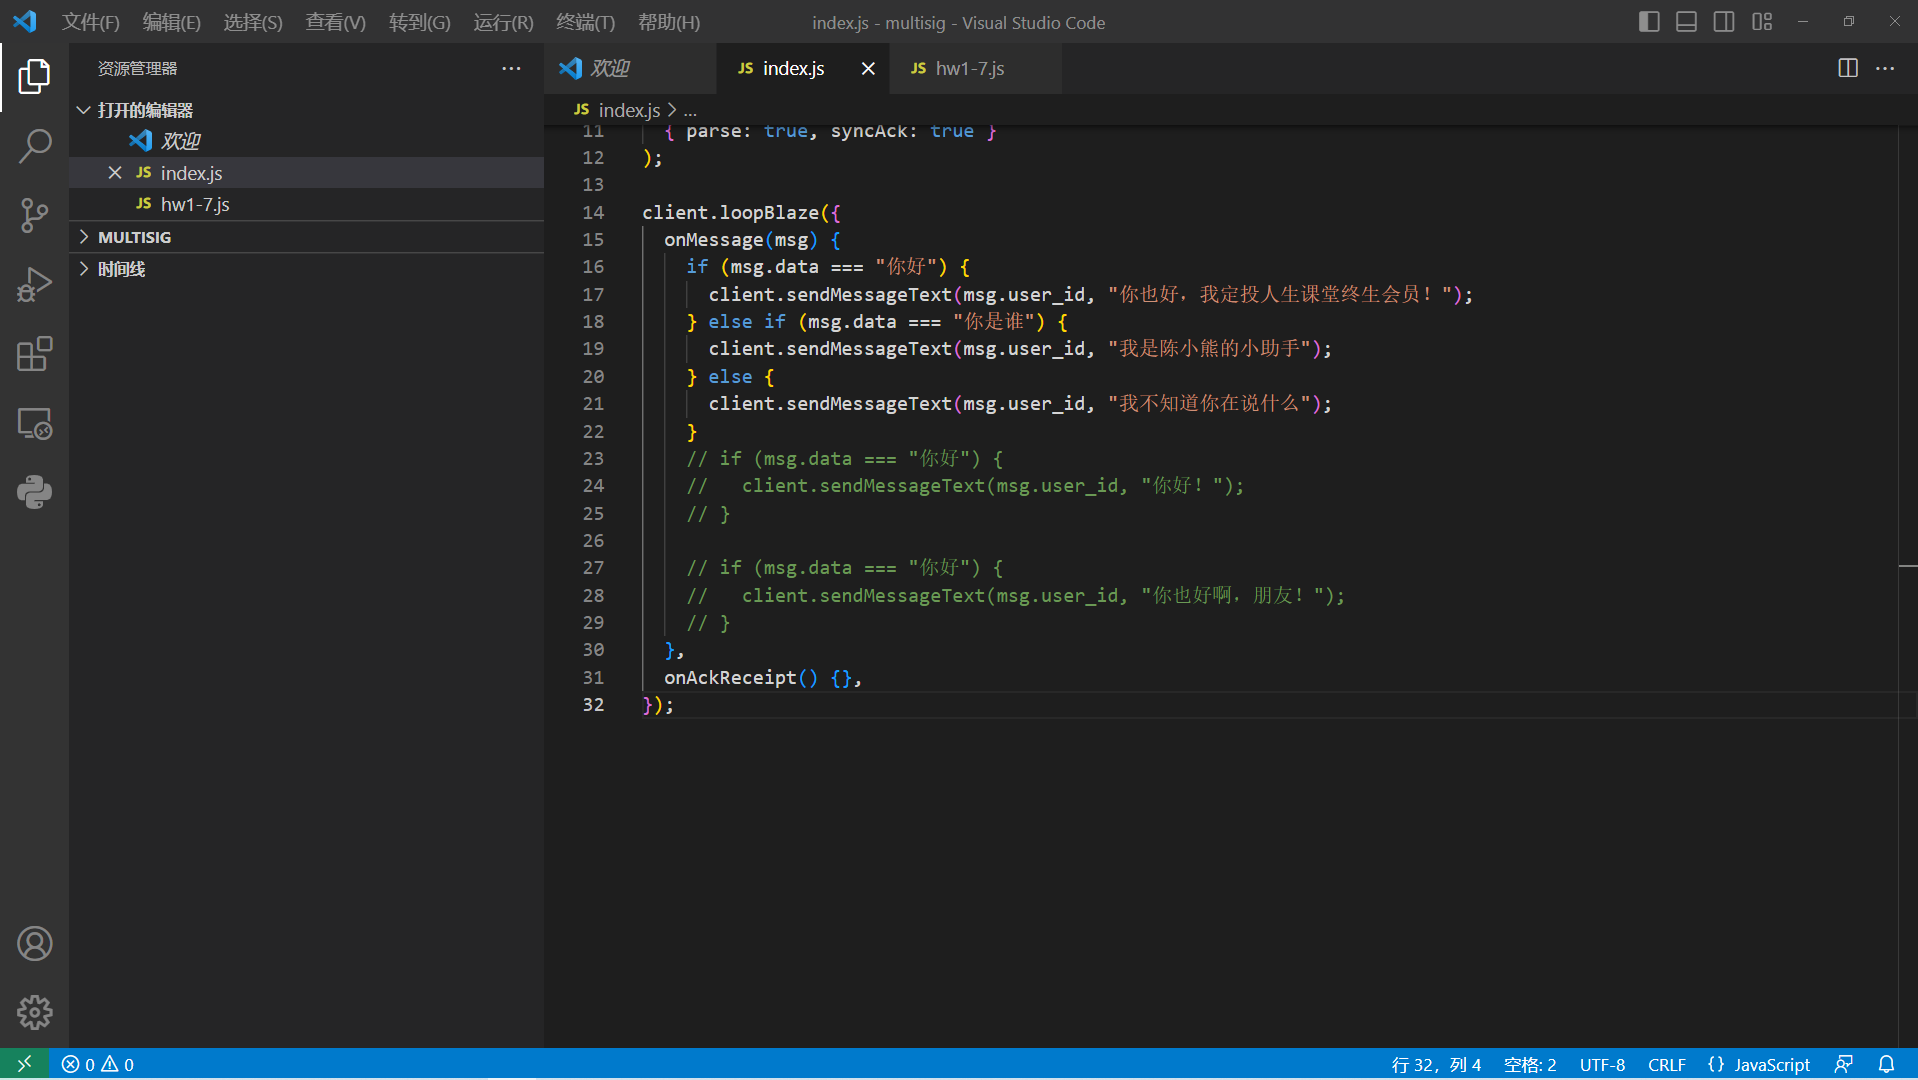 文件(F) 编辑(E) 选择(S) 查看(V) 转到(G) 运行(R) 终端(T) 帮助(H) index.js - multisig - Visual Studio Code
资源管理器
打开的编辑器
欢迎
JS index.js
JS hw1-7.js
MULTISIG
时间线
欢迎 JS index.js JS hw1-7.js
JS index.js > ...
11 { parse: true, syncAck: true }
12 );
13
14 client.loopBlaze({
15 onMessage(msg) {
16 if (msg.data === "你好") {
17 client.sendMessageText(msg.user_id, "你也好，我定投人生课堂终生会员！");
18 } else if (msg.data === "你是谁") {
19 client.sendMessageText(msg.user_id, "我是陈小熊的小助手");
20 } else {
21 client.sendMessageText(msg.user_id, "我不知道你在说什么");
22 }
23 // if (msg.data === "你好") {
24 //   client.sendMessageText(msg.user_id, "你好！");
25 // }
26
27 // if (msg.data === "你好") {
28 //   client.sendMessageText(msg.user_id, "你也好啊，朋友！");
29 // }
30 },
31 onAckReceipt() {},
32 });
0 0 行 32，列 4 空格: 2 UTF-8 CRLF {} JavaScript